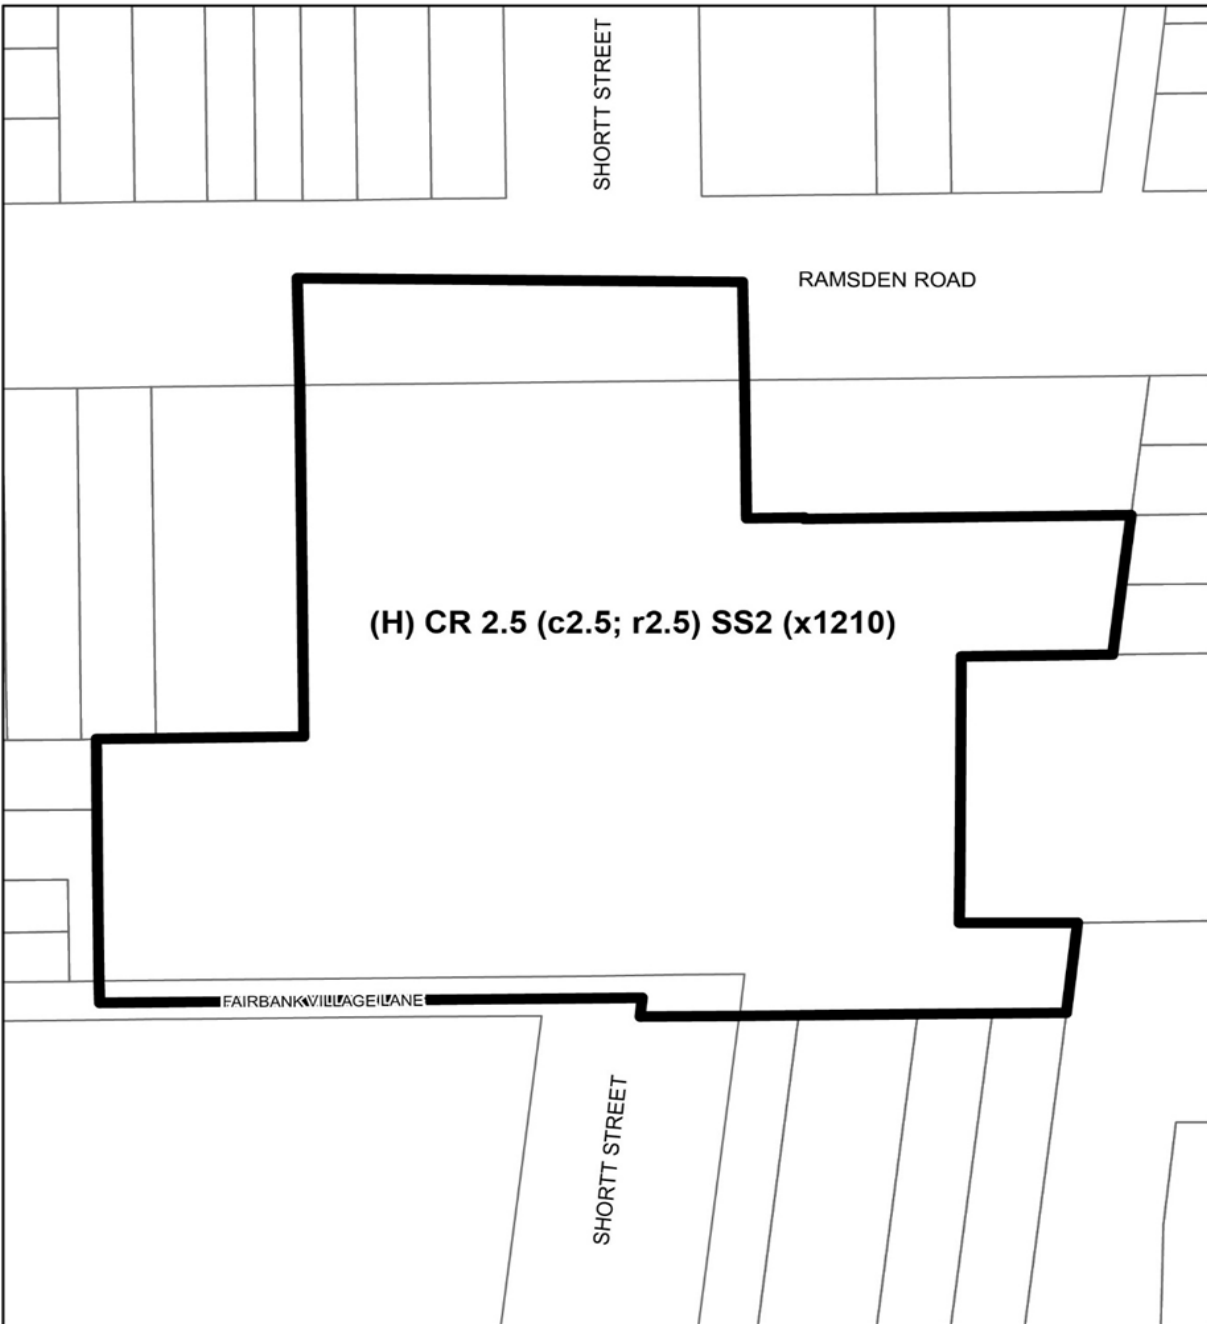 SHORTT STREET
RAMSDEN ROAD
(H) CR 2.5 (c2.5; r2.5) SS2 (x1210)
FAIRBANK VILLAGE LANE
SHORTT STREET